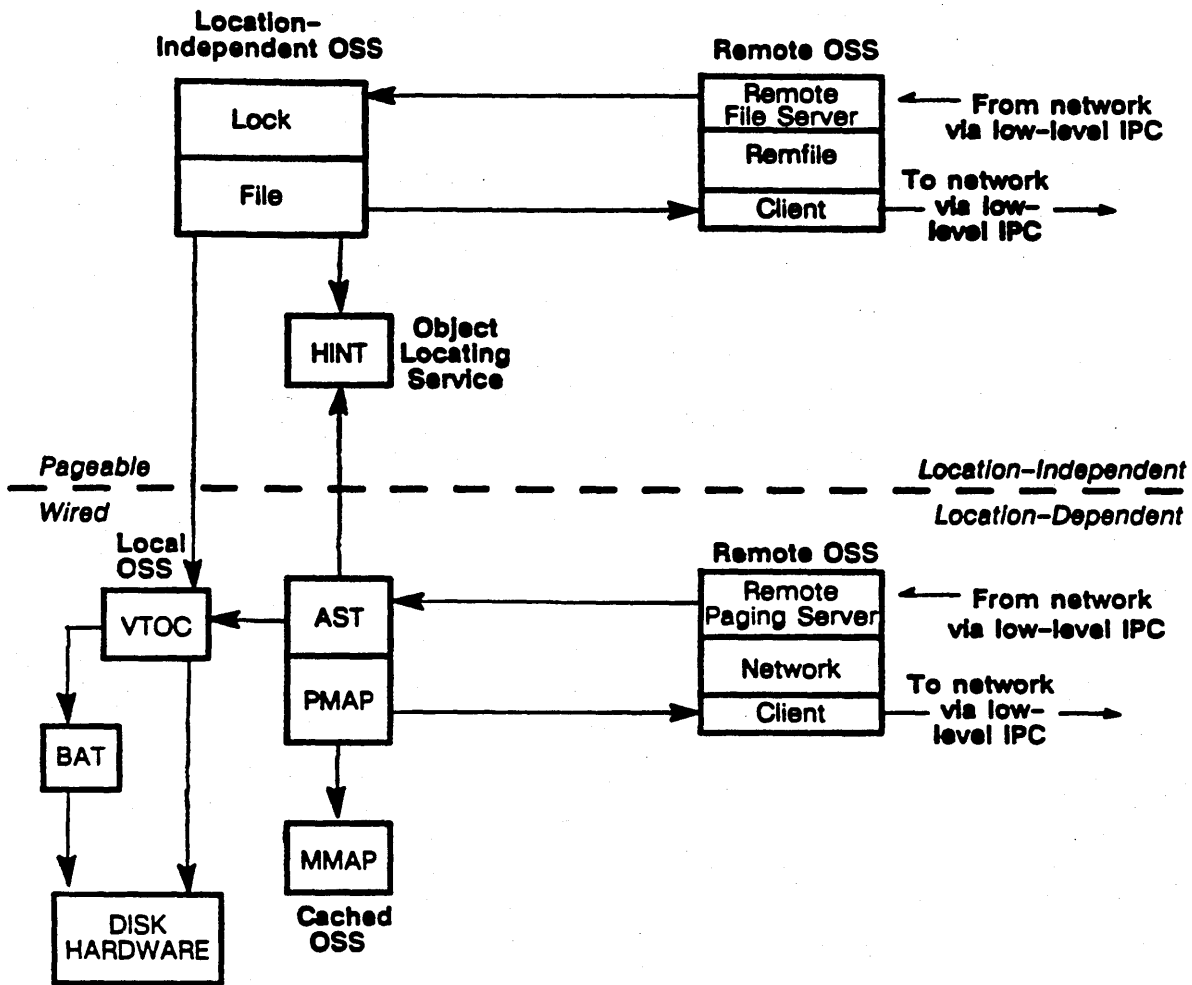 Location-
Independent OSS
Lock
File
Remote OSS
Remote
File Server
Remfile
Client
From network
via low-level IPC
To network
via low-
level IPC
HINT
Object
Locating
Service
Pageable
Location-Independent
Wired
Location-Dependent
Local
OSS
VTOC
BAT
DISK
HARDWARE
AST
PMAP
MMAP
Cached
OSS
Remote OSS
Remote
Paging Server
Network
Client
From network
via low-level IPC
To network
via low-
level IPC